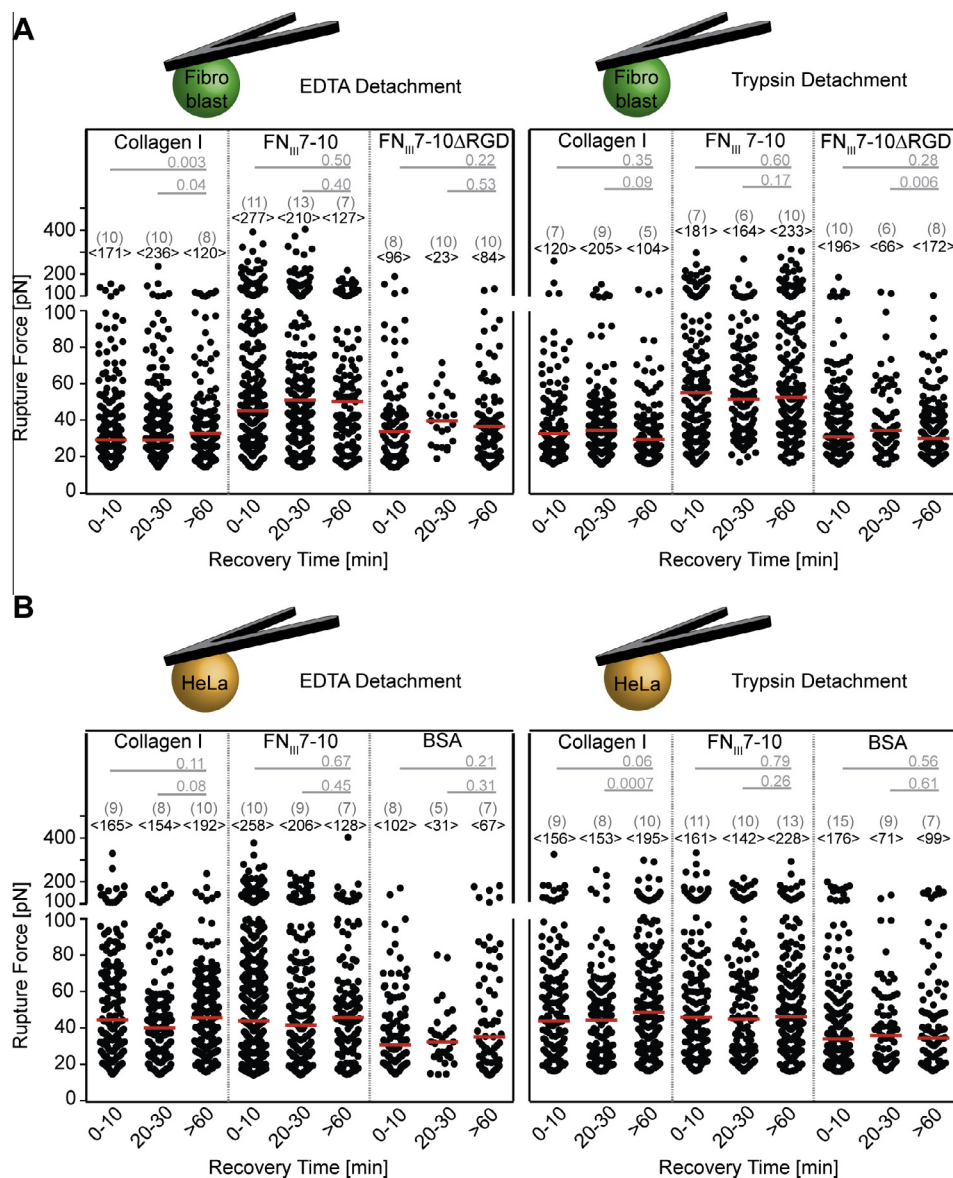 A
Fibro
blast
EDTA Detachment
Fibro
blast
Trypsin Detachment
Collagen I
FNIII7-10
FNIII7-10ΔRGD
0.003
0.50
0.22
0.04
0.40
0.53
(10) (10) (8)
<171> <236> <120>
(11) (13) (7)
<277> <210> <127>
(8) (10) (10)
<96> <23> <84>
Collagen I
FNIII 7-10
FNIII7-10ΔRGD
0.35
0.60
0.28
0.09
0.17
0.006
(7) (9) (5)
<120> <205> <104>
(7) (6) (10)
<181> <164> <233>
(10) (6) (8)
<196> <66> <172>
Rupture Force [pN]
400
200
100
100
80
60
40
20
0
0-10 20-30 >60 0-10 20-30 >60 0-10 20-30 >60
Recovery Time [min]
0-10 20-30 >60 0-10 20-30 >60 0-10 20-30 >60
Recovery Time [min]
B
HeLa
EDTA Detachment
HeLa
Trypsin Detachment
Collagen I
FNIII7-10
BSA
0.11
0.67
0.21
0.08
0.45
0.31
(9) (8) (10)
<165> <154> <192>
(10) (9) (7)
<258> <206> <128>
(8) (5) (7)
<102> <31> <67>
Collagen I
FNIII7-10
BSA
0.06
0.79
0.56
0.0007
0.26
0.61
(9) (8) (10)
<156> <153> <195>
(11) (10) (13)
<161> <142> <228>
(15) (9) (7)
<176> <71> <99>
Rupture Force [pN]
400
200
100
100
80
60
40
20
0
0-10 20-30 >60 0-10 20-30 >60 0-10 20-30 >60
Recovery Time [min]
0-10 20-30 >60 0-10 20-30 >60 0-10 20-30 >60
Recovery Time [min]